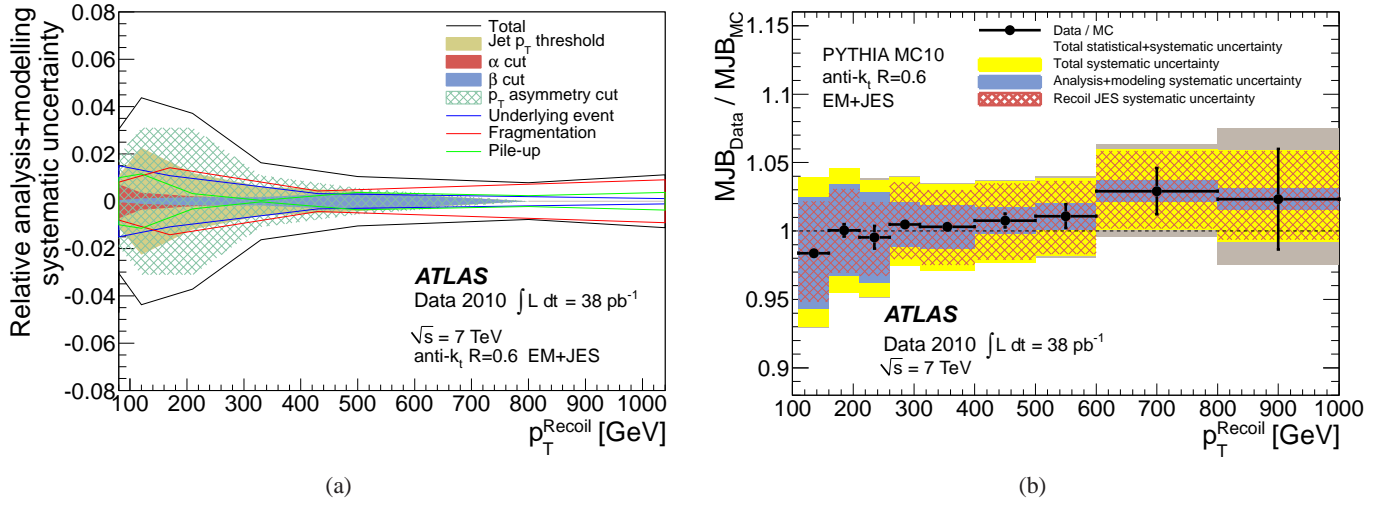 Relative analysis+modelling
systematic uncertainty
0.08
0.06
0.04
0.02
0
-0.02
-0.04
-0.06
-0.08
Total
Jet p_T threshold
α cut
β cut
p_T asymmetry cut
Underlying event
Fragmentation
Pile-up
ATLAS
Data 2010 ∫L dt = 38 pb⁻¹
√s = 7 TeV
anti-k_t R=0.6 EM+JES
100 200 300 400 500 600 700 800 900 1000
p_T^Recoil [GeV]
(a)
MJB_Data / MJB_MC
1.15
1.1
1.05
1
0.95
0.9
PYTHIA MC10
anti-k_t R=0.6
EM+JES
Data / MC
Total statistical+systematic uncertainty
Total systematic uncertainty
Analysis+modeling systematic uncertainty
Recoil JES systematic uncertainty
ATLAS
Data 2010 ∫L dt = 38 pb⁻¹
√s = 7 TeV
100 200 300 400 500 600 700 800 900 1000
p_T^Recoil [GeV]
(b)